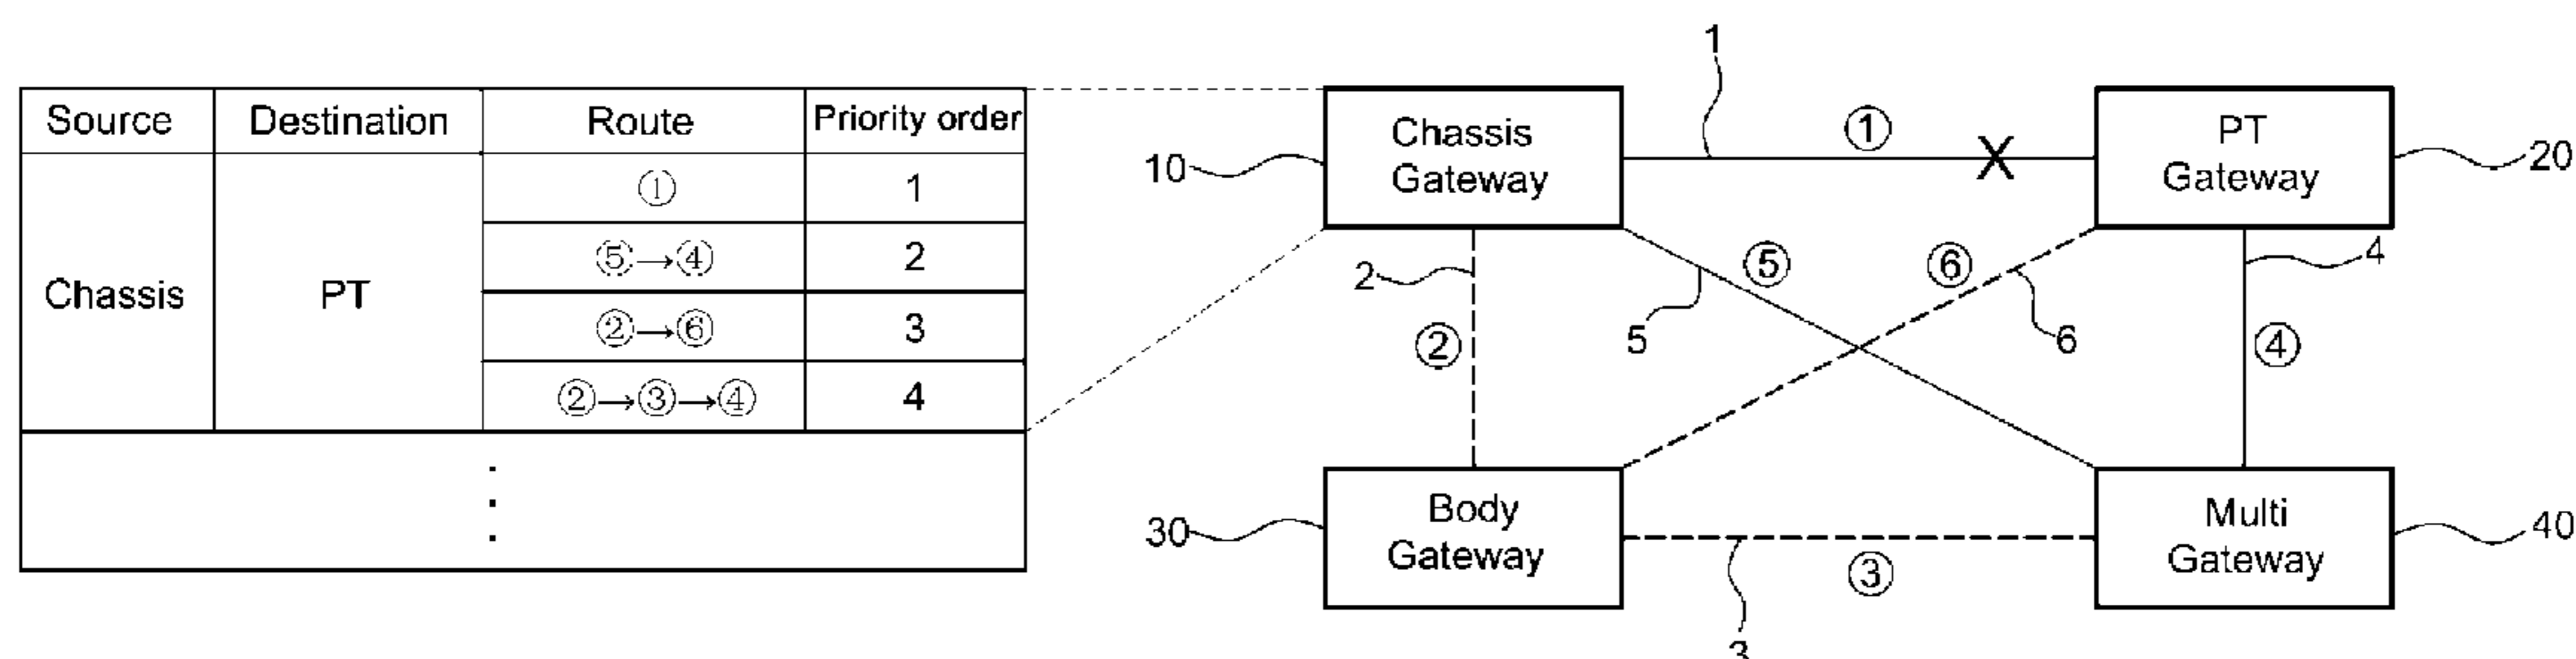 Source Destination Route Priority order
Chassis PT
① 1
⑤→④ 2
②→⑥ 3
②→③→④ 4
1
Chassis
Gateway
10
①
X
PT
Gateway
20
2
②
5
⑤
⑥
6
4
④
Body
Gateway
30
3
③
Multi
Gateway
40